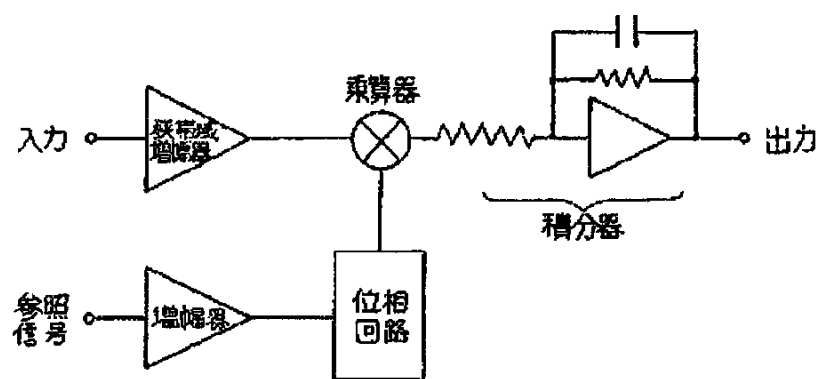 乗算器
入力
狭帯域
増幅器
出力
積分器
参照
信号
増幅器
位相
回路